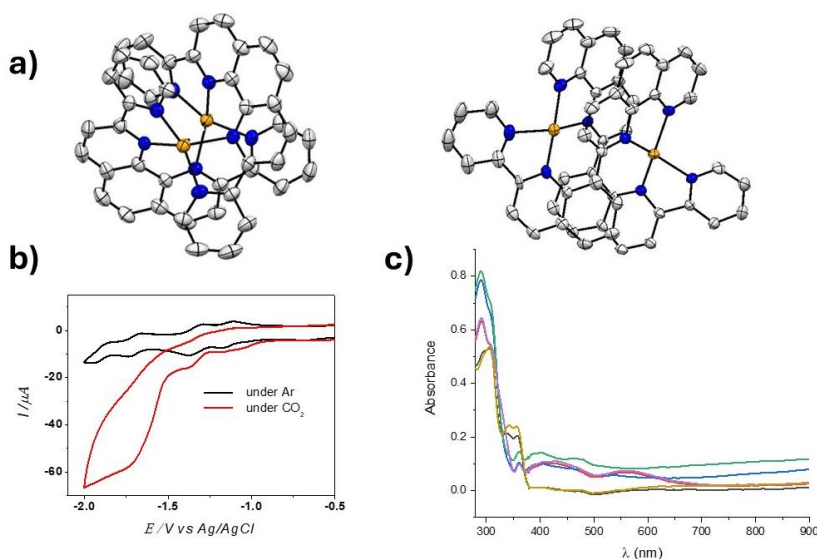 a)
b)
c)
I /μA
0
-20
-40
-60
under Ar
under CO₂
-2.0 -1.5 -1.0 -0.5
E /V vs Ag/AgCl
Absorbance
0.8
0.6
0.4
0.2
0.0
300 400 500 600 700 800 900
λ (nm)